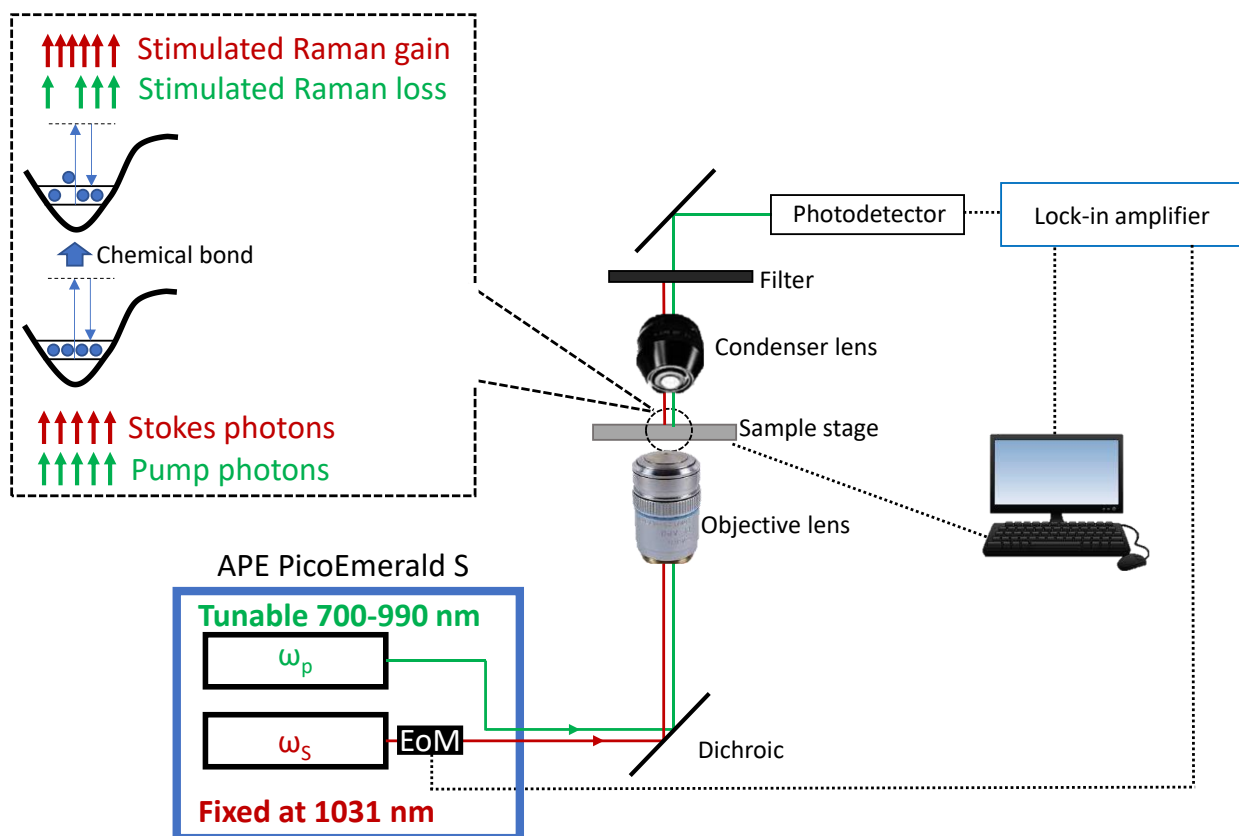 Stimulated Raman gain
Stimulated Raman loss
Chemical bond
Stokes photons
Pump photons
Photodetector
Lock-in amplifier
Filter
Condenser lens
Sample stage
Objective lens
APE PicoEmerald S
Tunable 700-990 nm
ωp
ωS
EoM
Fixed at 1031 nm
Dichroic